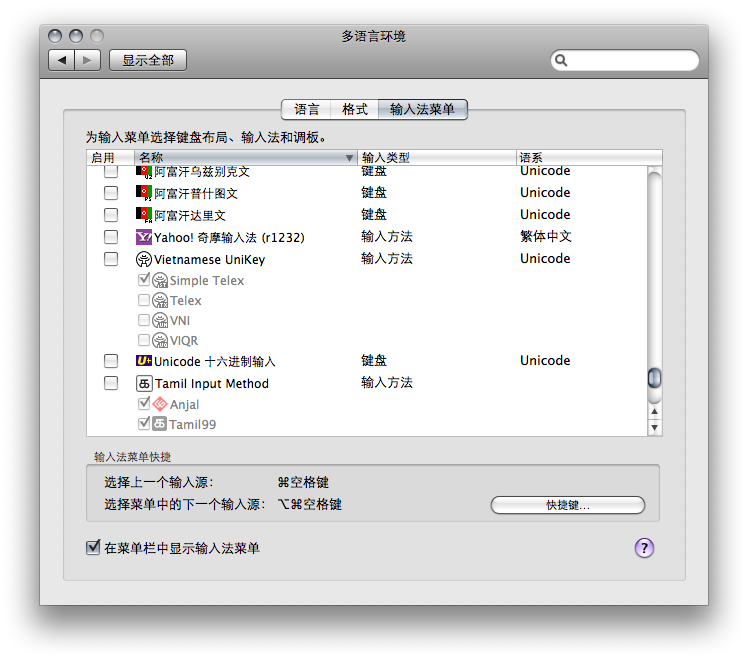 多语言环境
显示全部
语言 格式 输入法菜单
为输入菜单选择键盘布局、输入法和调板。
启用 名称 输入类型 语系
阿富汗乌兹别克文 键盘 Unicode
阿富汗普什图文 键盘 Unicode
阿富汗达里文 键盘 Unicode
Yahoo! 奇摩输入法 (r1232) 输入方法 繁体中文
Vietnamese UniKey 输入方法 Unicode
Simple Telex
Telex
VNI
VIQR
U+ Unicode 十六进制输入 键盘 Unicode
Tamil Input Method 输入方法
Anjal
Tamil99
输入法菜单快捷
选择上一个输入源: ⌘空格键
选择菜单中的下一个输入源: ⌥⌘空格键
快捷键...
在菜单栏中显示输入法菜单
?